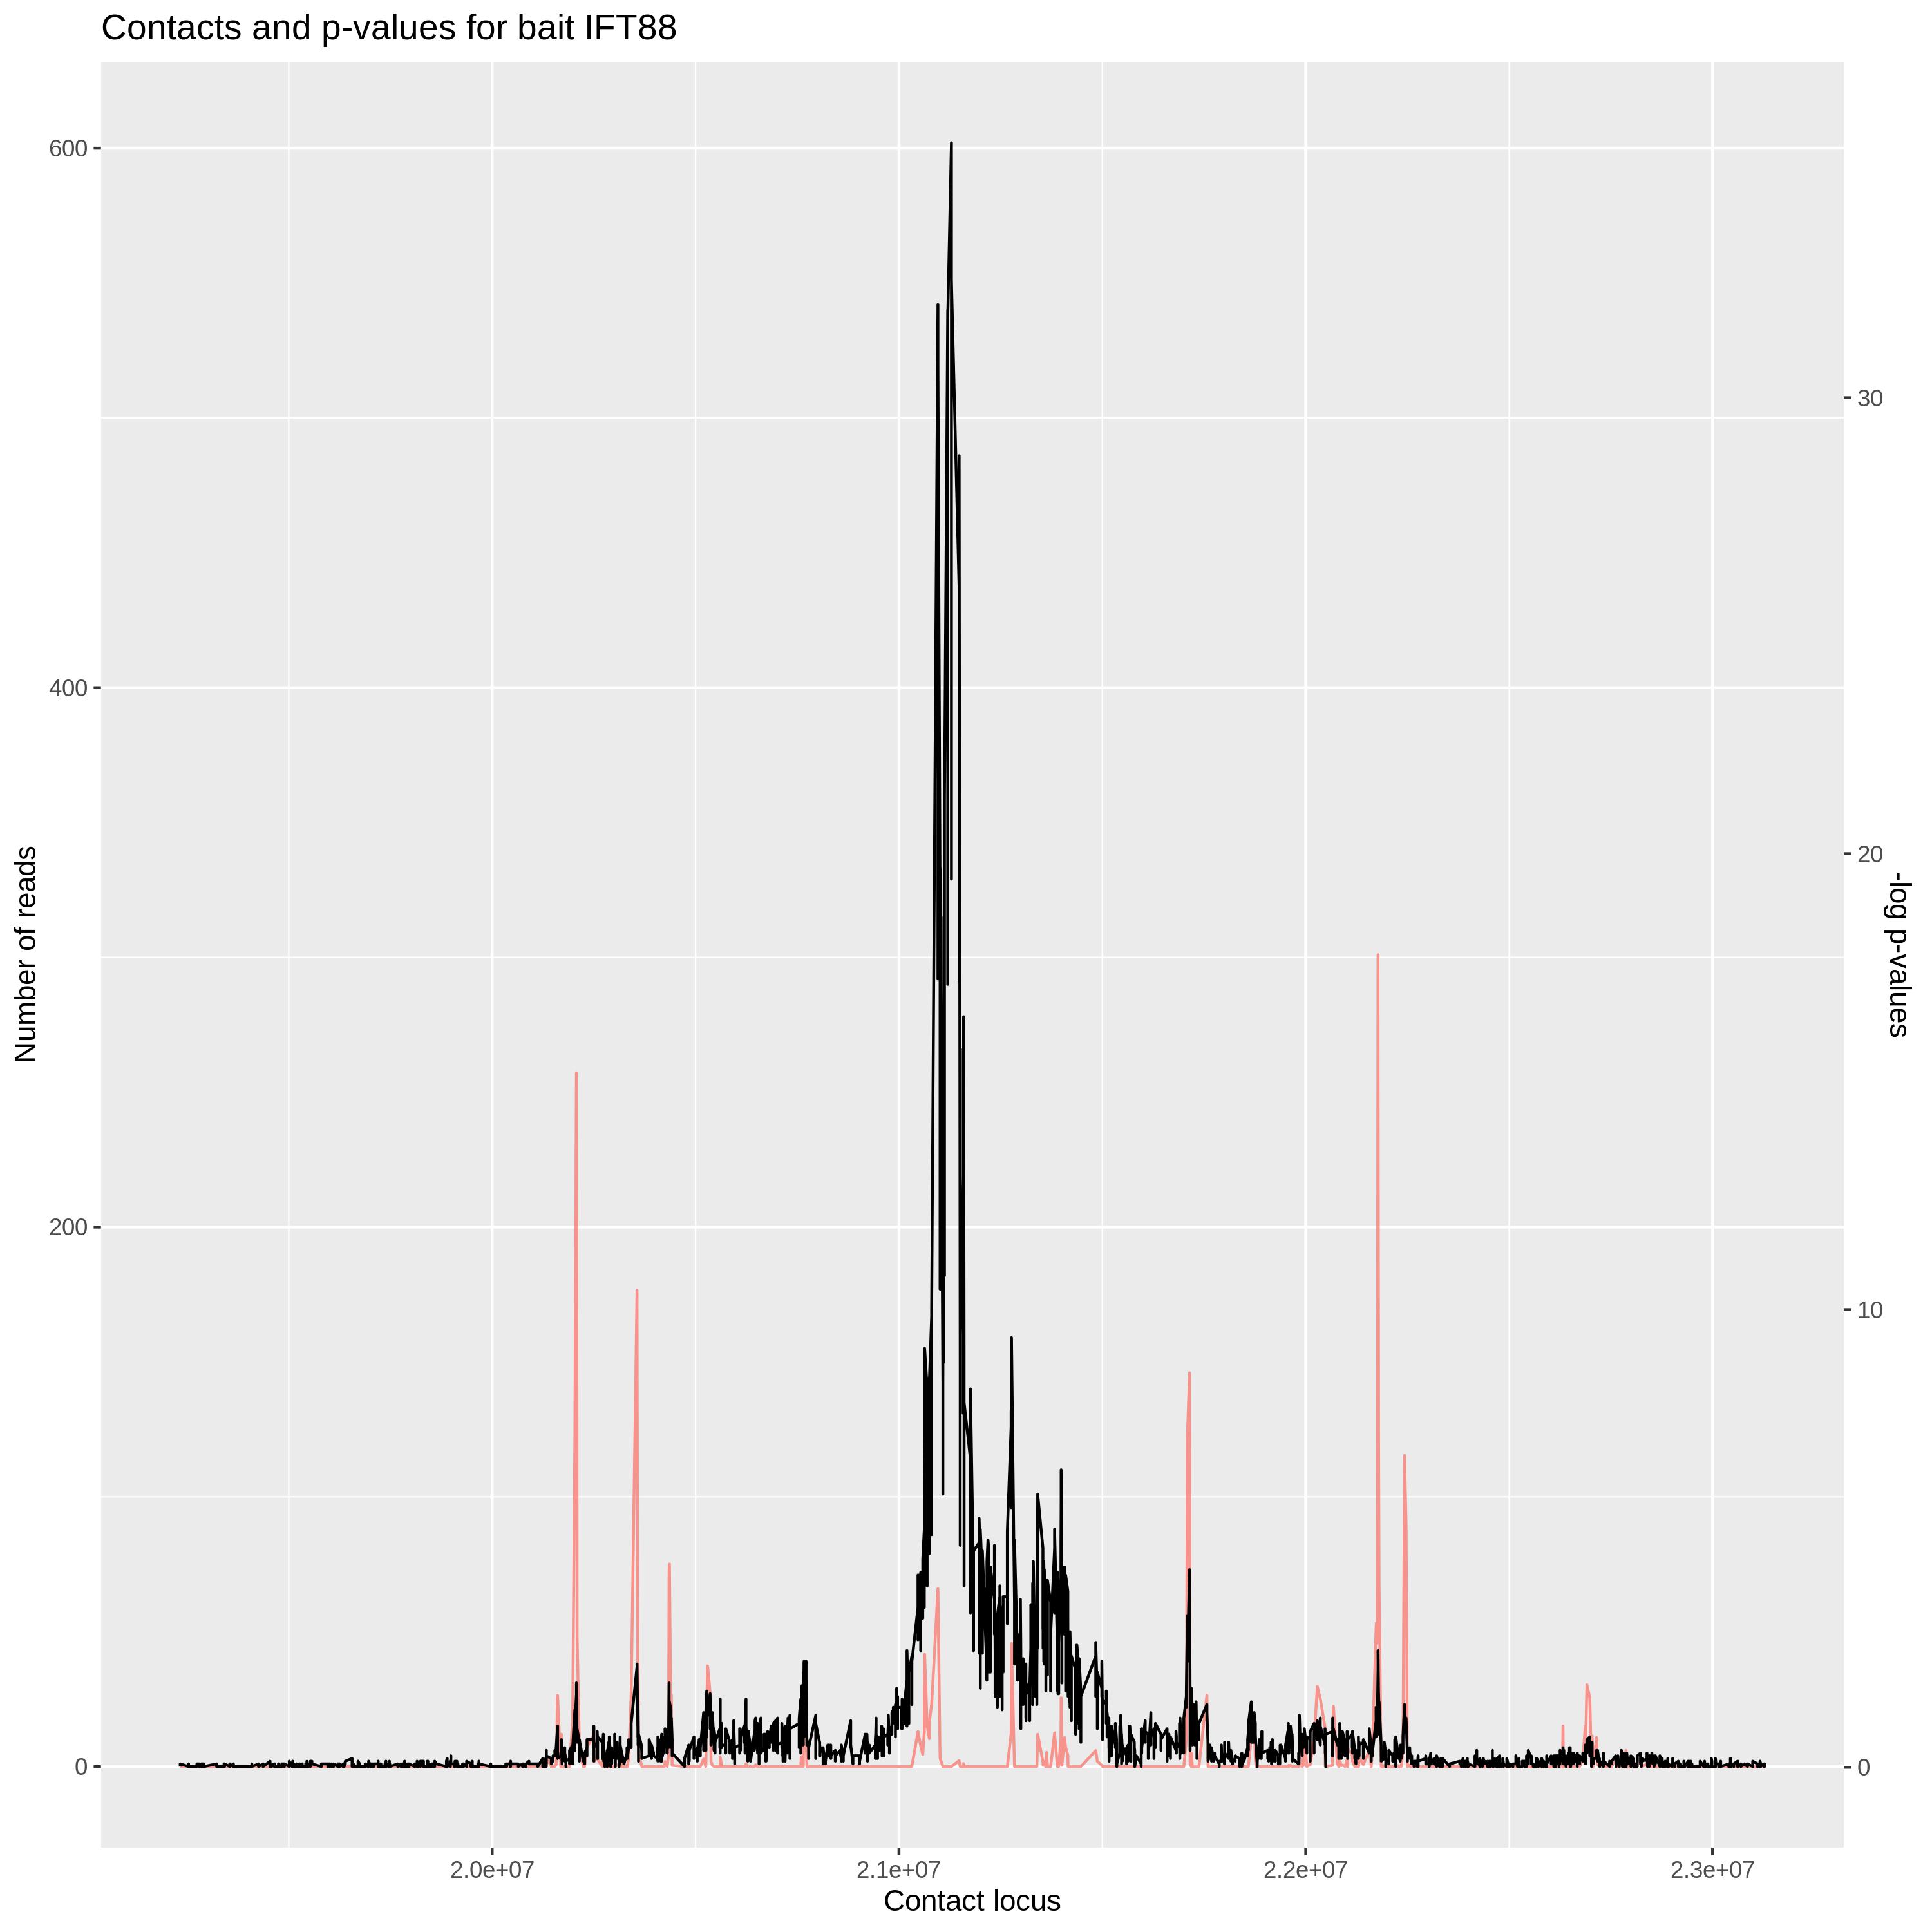 Contacts and p-values for bait IFT88
600
400
200
0
Number of reads
30
20
10
0
-log p-values
2.0e+07
2.1e+07
2.2e+07
2.3e+07
Contact locus